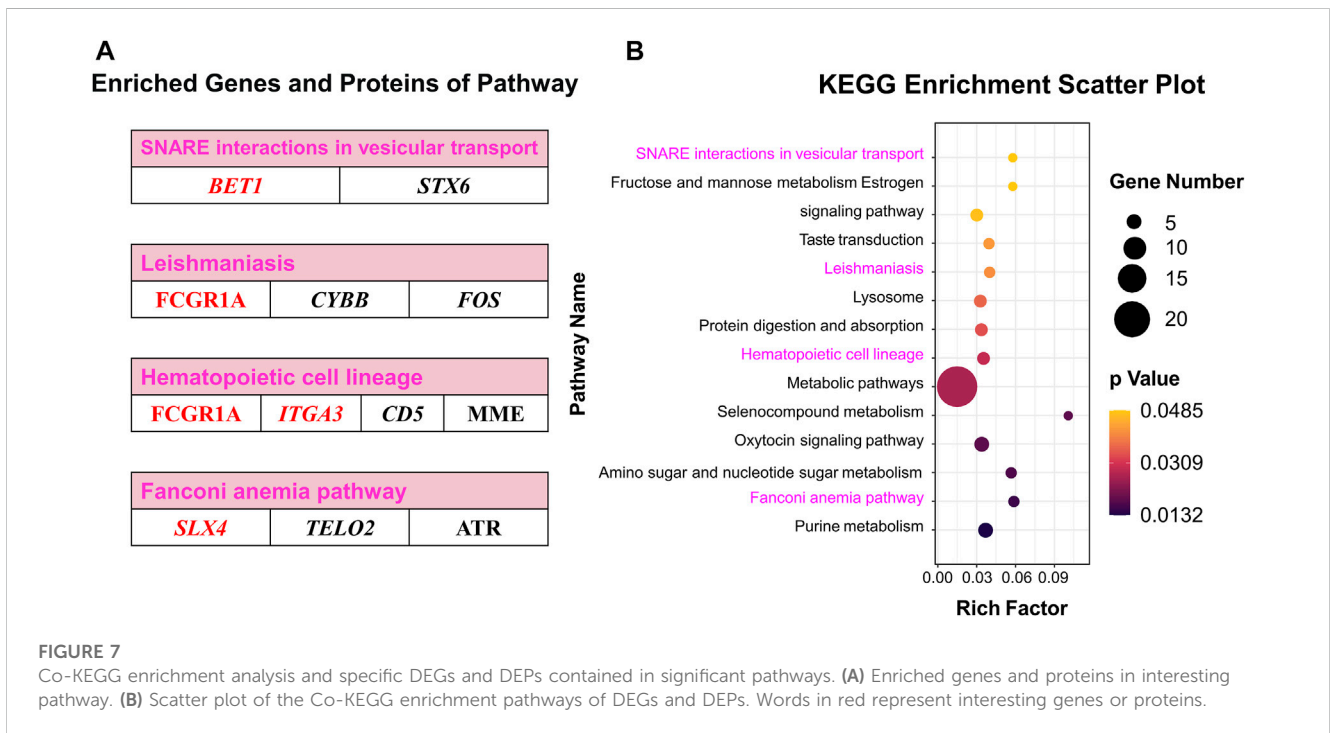 A
Enriched Genes and Proteins of Pathway
SNARE interactions in vesicular transport
BET1 STX6
Leishmaniasis
FCGR1A CYBB FOS
Hematopoietic cell lineage
FCGR1A ITGA3 CD5 MME
Fanconi anemia pathway
SLX4 TELO2 ATR
B
KEGG Enrichment Scatter Plot
Pathway Name
SNARE interactions in vesicular transport
Fructose and mannose metabolism Estrogen
signaling pathway
Taste transduction
Leishmaniasis
Lysosome
Protein digestion and absorption
Hematopoietic cell lineage
Metabolic pathways
Selenocompound metabolism
Oxytocin signaling pathway
Amino sugar and nucleotide sugar metabolism
Fanconi anemia pathway
Purine metabolism
0.00 0.03 0.06 0.09
Rich Factor
Gene Number
5
10
15
20
p Value
0.0485
0.0309
0.0132
FIGURE 7
Co-KEGG enrichment analysis and specific DEGs and DEPs contained in significant pathways. (A) Enriched genes and proteins in interesting
pathway. (B) Scatter plot of the Co-KEGG enrichment pathways of DEGs and DEPs. Words in red represent interesting genes or proteins.